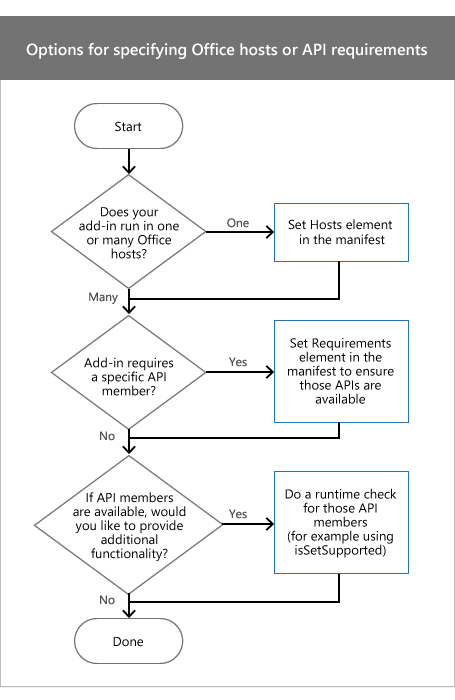 Options for specifying Office hosts or API requirements
Start
Does your
add-in run in one
or many Office
hosts?
One
Set Hosts element
in the manifest
Many
Add-in requires
a specific API
member?
Yes
Set Requirements
element in the
manifest to ensure
those APIs are
available
No
If API members
are available, would
you like to provide
additional
functionality?
Yes
Do a runtime check
for those API
members
(for example using
isSetSupported)
No
Done